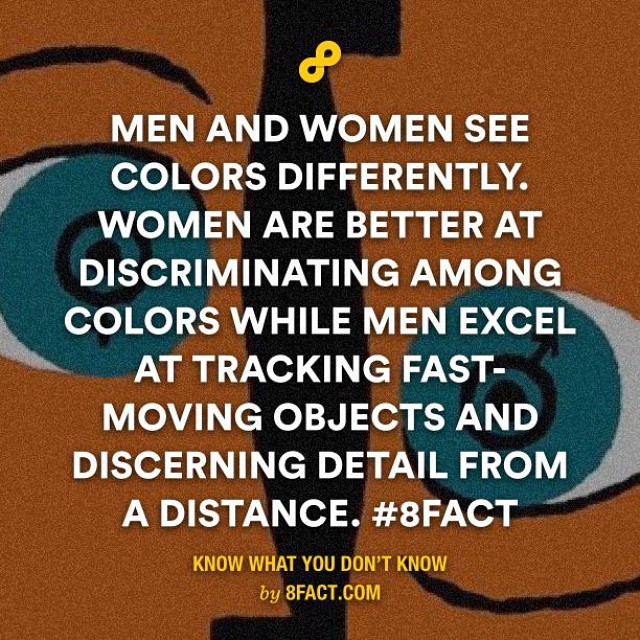 MEN AND WOMEN SEE
COLORS DIFFERENTLY.
WOMEN ARE BETTER AT
DISCRIMINATING AMONG
COLORS WHILE MEN EXCEL
AT TRACKING FAST-
MOVING OBJECTS AND
DISCERNING DETAIL FROM
A DISTANCE. #8FACT
KNOW WHAT YOU DON'T KNOW
by 8FACT.COM